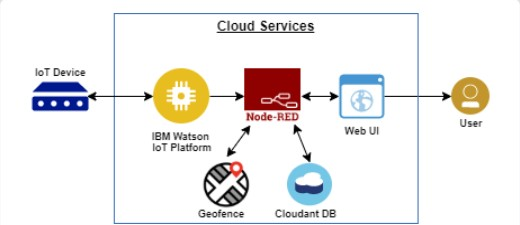 Cloud Services
IoT Device
IBM Watson
IoT Platform
Node-RED
Web UI
User
Geofence
Cloudant DB